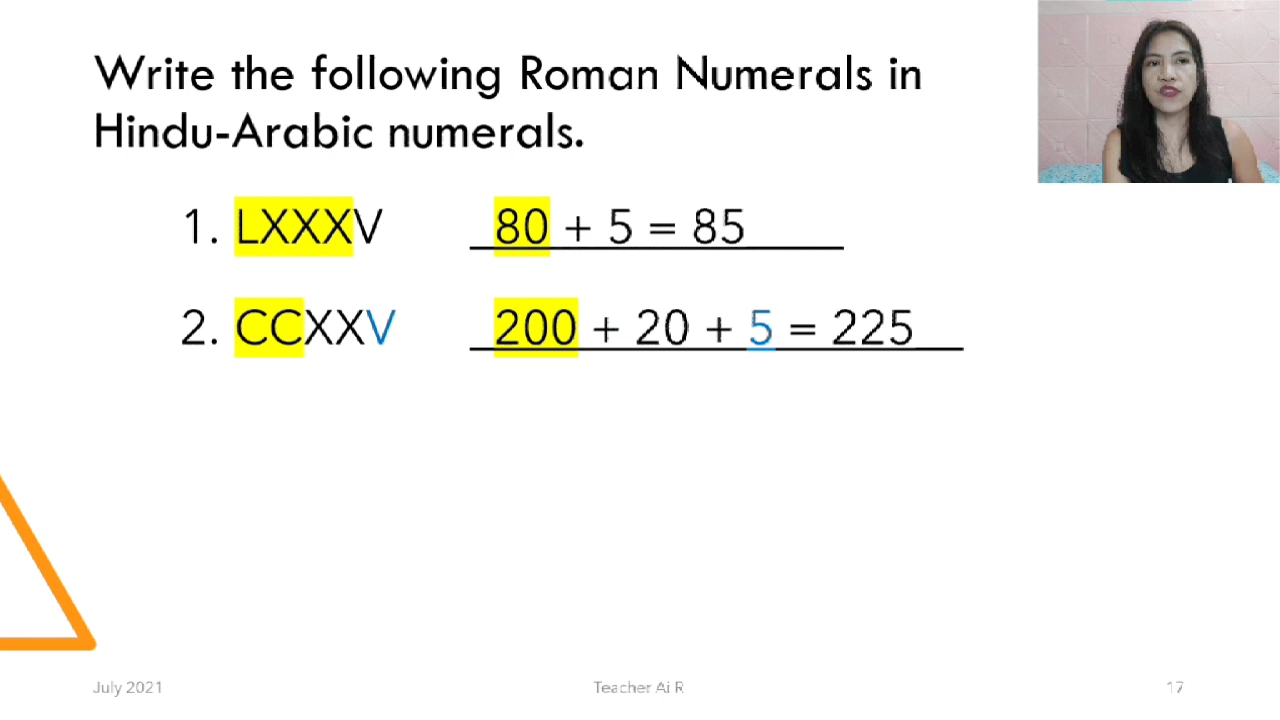 Write the following Roman Numerals in
Hindu-Arabic numerals.
1. LXXXV 80 + 5 = 85
2. CCXXV 200 + 20 + 5 = 225
July 2021 Teacher Ai R 17